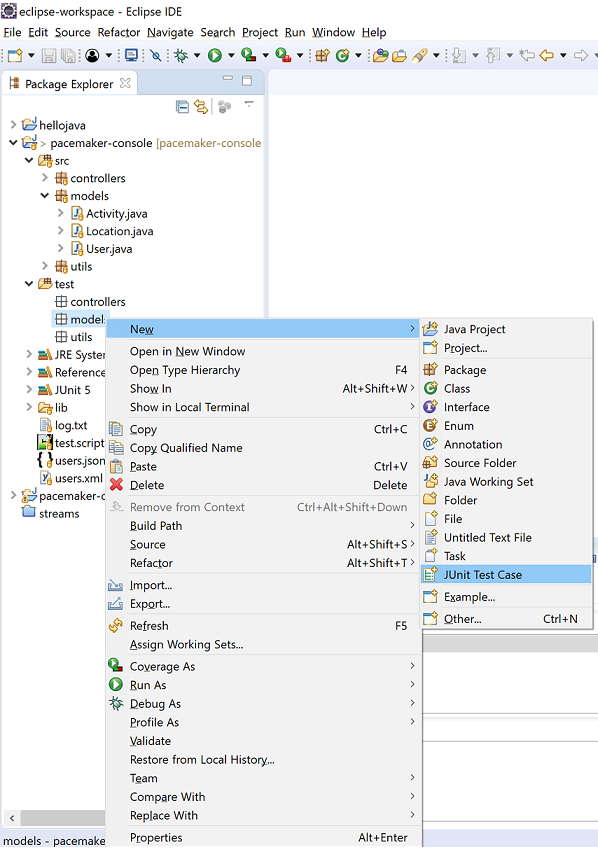 eclipse-workspace - Eclipse IDE
File Edit Source Refactor Navigate Search Project Run Window Help
Package Explorer
hellojava
> pacemaker-console [pacemaker-console
src
controllers
models
Activity.java
Location.java
User.java
utils
test
controllers
models
utils
JRE System
Reference
JUnit 5
lib
log.txt
test.script
users.json
users.xml
pacemaker-c
streams
New
Open in New Window
Open Type Hierarchy F4
Show In Alt+Shift+W
Show in Local Terminal
Copy Ctrl+C
Copy Qualified Name
Paste Ctrl+V
Delete Delete
Remove from Context Ctrl+Alt+Shift+Down
Build Path
Source Alt+Shift+S
Refactor Alt+Shift+T
Import...
Export...
Refresh F5
Assign Working Sets...
Coverage As
Run As
Debug As
Profile As
Validate
Restore from Local History...
Team
Compare With
Replace With
Properties Alt+Enter
Java Project
Project...
Package
Class
Interface
Enum
Annotation
Source Folder
Java Working Set
Folder
File
Untitled Text File
Task
JUnit Test Case
Example...
Other... Ctrl+N
models - pacemake